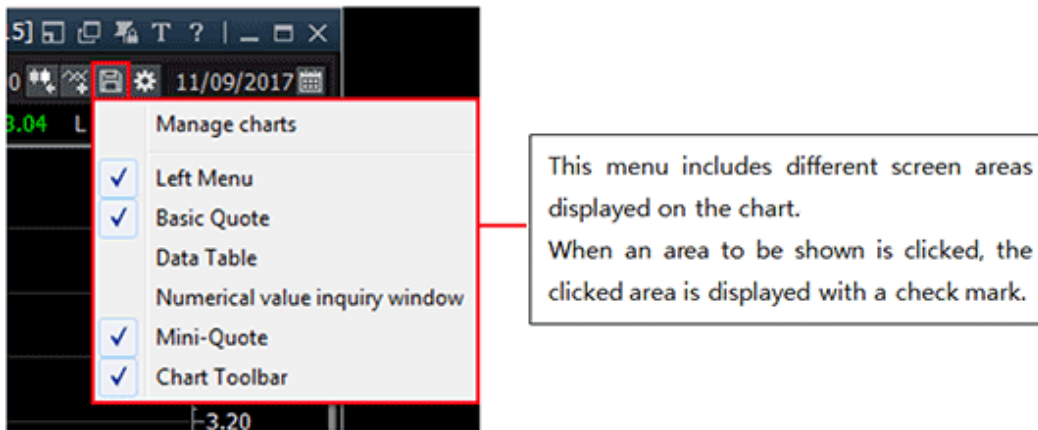 .5] T ?
0 11/09/2017
3.04 L
Manage charts
Left Menu
Basic Quote
Data Table
Numerical value inquiry window
Mini-Quote
Chart Toolbar
3.20
This menu includes different screen areas
displayed on the chart.
When an area to be shown is clicked, the
clicked area is displayed with a check mark.